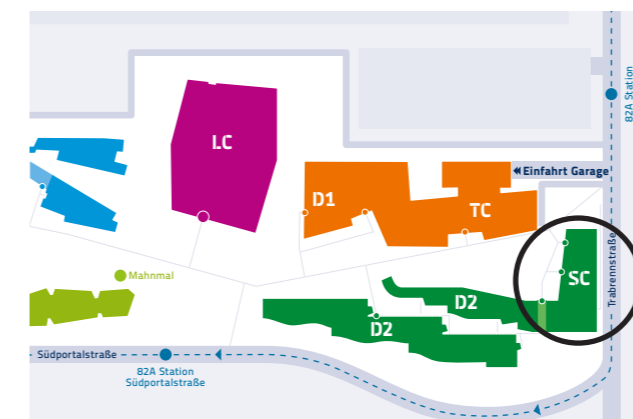 82A Station
LC
Einfahrt Garage
D1
TC
Mahnmal
SC
Trabrennstraße
D2
D2
Südportalstraße
82A Station
Südportalstraße